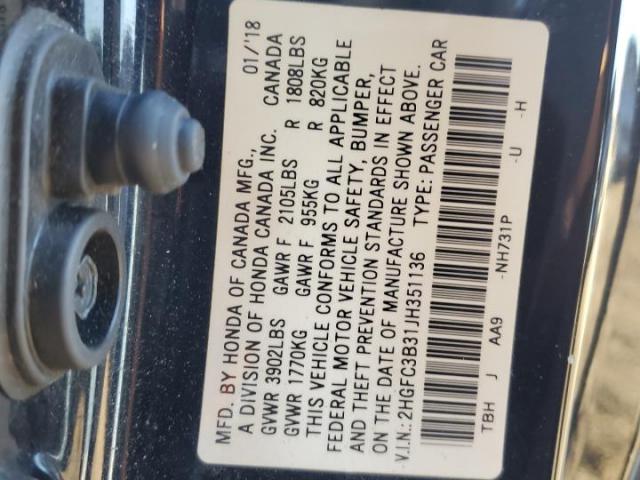 MFD. BY HONDA OF CANADA MFG., 01/'18
A DIVISION OF HONDA CANADA INC. CANADA
GVWR 3902LBS GAWR F 2105LBS R 1808LBS
GVWR 1770KG GAWR F 955KG R 820KG
THIS VEHICLE CONFORMS TO ALL APPLICABLE
FEDERAL MOTOR VEHICLE SAFETY, BUMPER,
AND THEFT PREVENTION STANDARDS IN EFFECT
ON THE DATE OF MANUFACTURE SHOWN ABOVE.
V.I.N.: 2HGFC3B31JH351136 TYPE: PASSENGER CAR
TBH J AA9 -NH731P -U -H